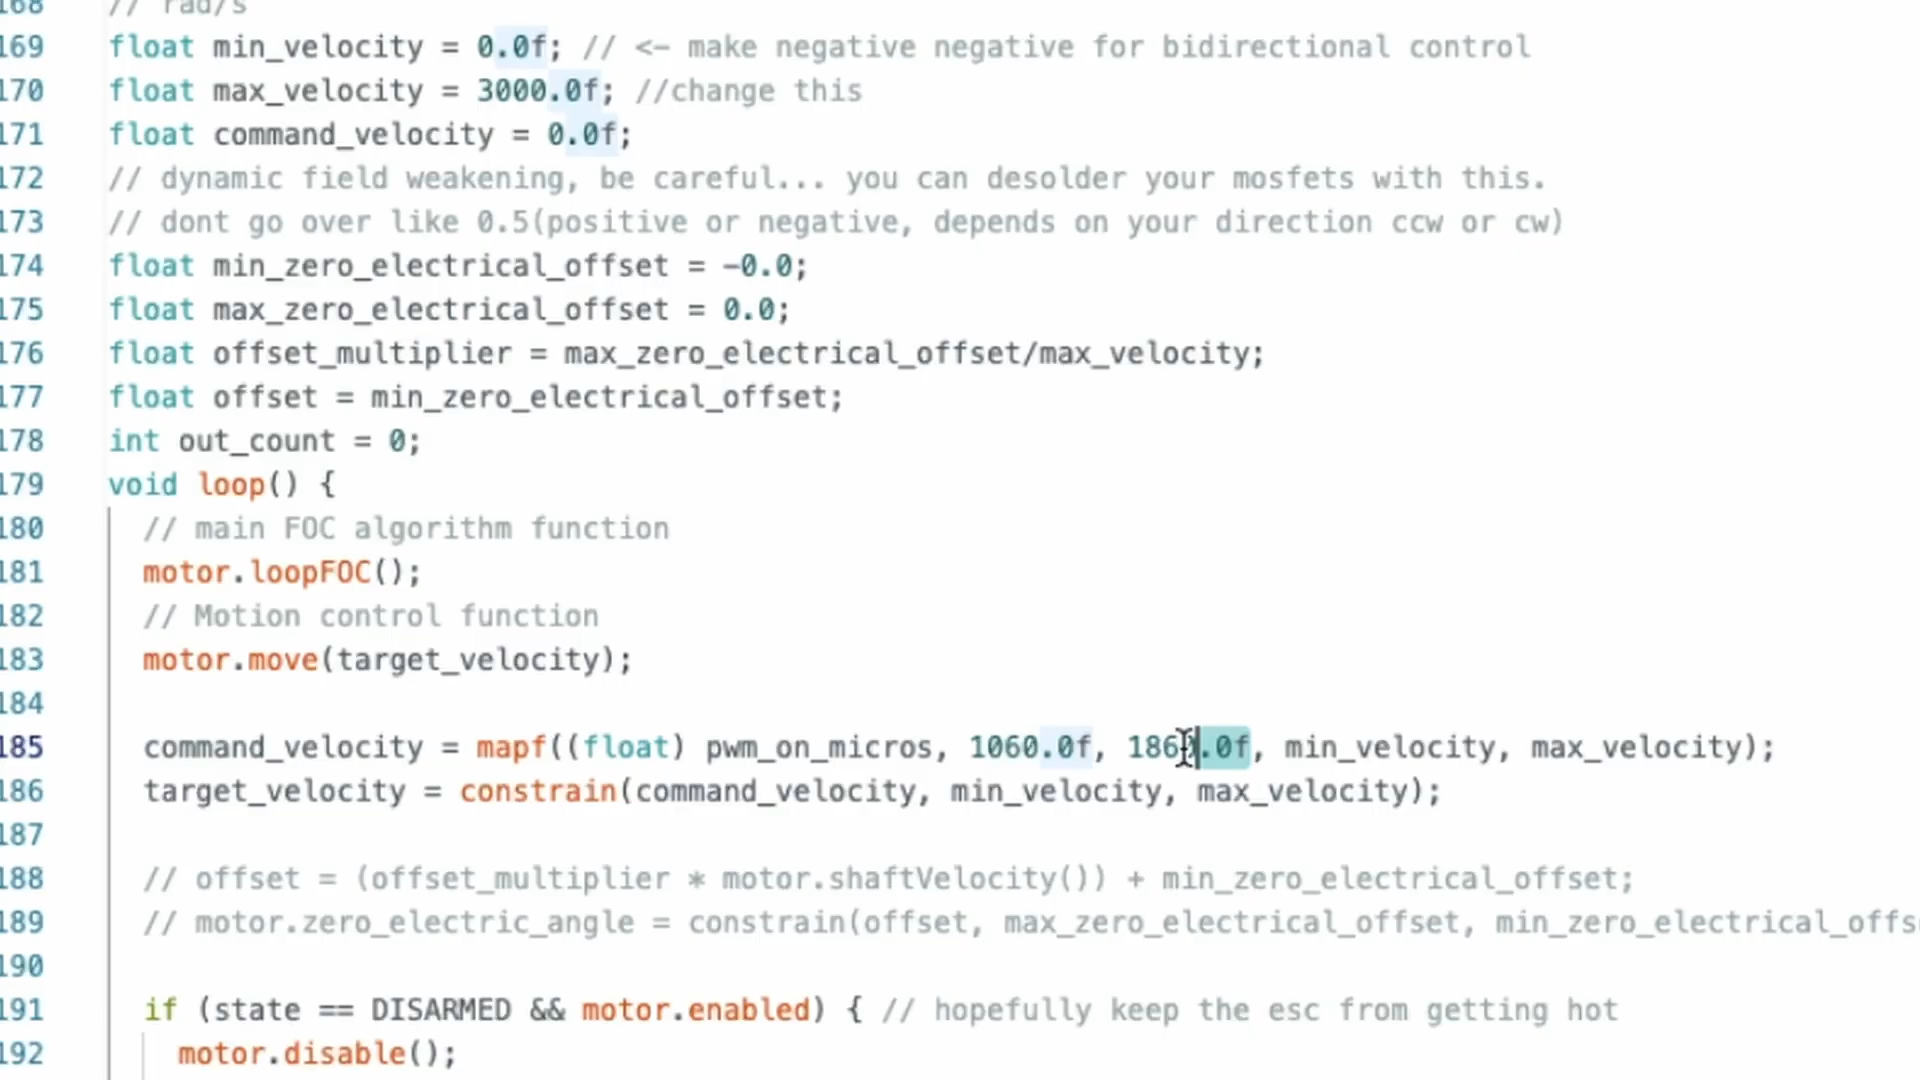 168 // rad/s
169 float min_velocity = 0.0f; // <- make negative negative for bidirectional control
170 float max_velocity = 3000.0f; //change this
171 float command_velocity = 0.0f;
172 // dynamic field weakening, be careful... you can desolder your mosfets with this.
173 // dont go over like 0.5(positive or negative, depends on your direction ccw or cw)
174 float min_zero_electrical_offset = -0.0;
175 float max_zero_electrical_offset = 0.0;
176 float offset_multiplier = max_zero_electrical_offset/max_velocity;
177 float offset = min_zero_electrical_offset;
178 int out_count = 0;
179 void loop() {
180 // main FOC algorithm function
181 motor.loopFOC();
182 // Motion control function
183 motor.move(target_velocity);
184
185 command_velocity = mapf((float) pwm_on_micros, 1060.0f, 1860.0f, min_velocity, max_velocity);
186 target_velocity = constrain(command_velocity, min_velocity, max_velocity);
187
188 // offset = (offset_multiplier * motor.shaftVelocity()) + min_zero_electrical_offset;
189 // motor.zero_electric_angle = constrain(offset, max_zero_electrical_offset, min_zero_electrical_offs
190
191 if (state == DISARMED && motor.enabled) { // hopefully keep the esc from getting hot
192 motor.disable();